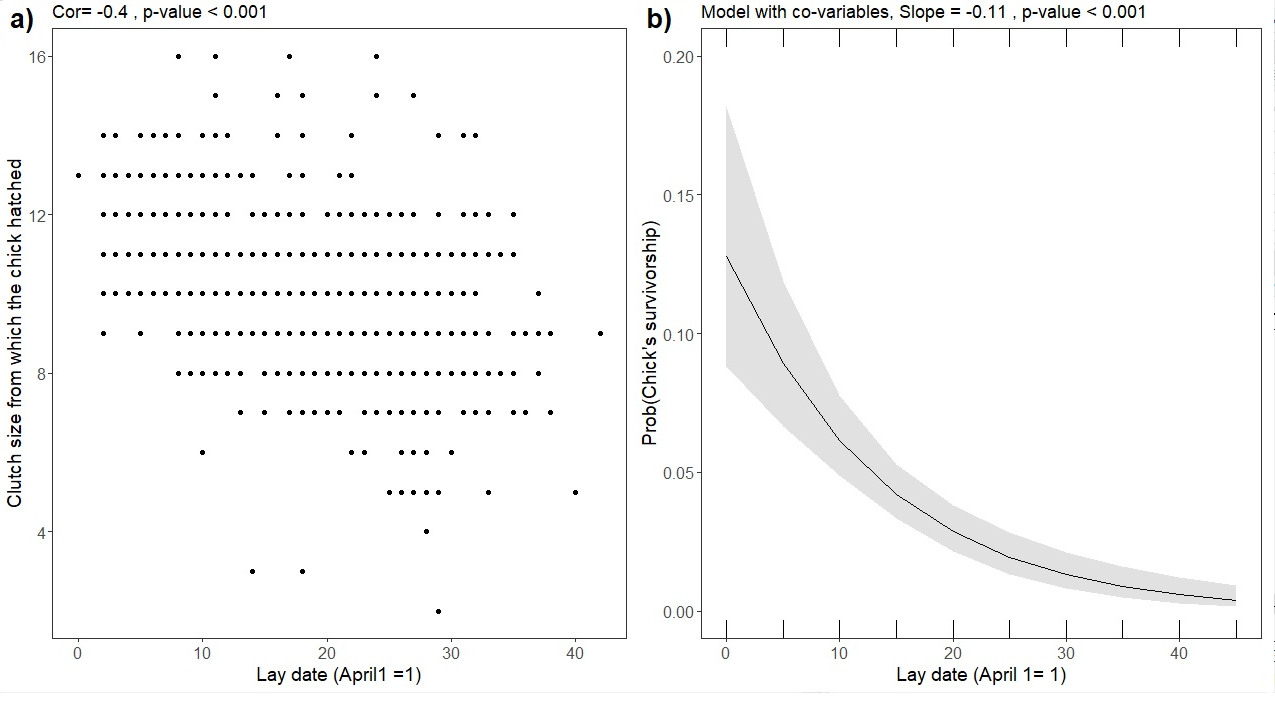 a) Cor= -0.4 , p-value < 0.001
Clutch size from which the chick hatched
16
12
8
4
0 10 20 30 40
Lay date (April1 =1)
b) Model with co-variables, Slope = -0.11 , p-value < 0.001
Prob(Chick's survivorship)
0.20
0.15
0.10
0.05
0.00
0 10 20 30 40
Lay date (April 1= 1)